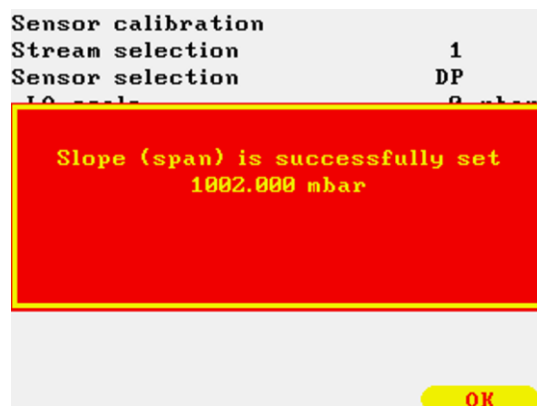 Sensor calibration
Stream selection 1
Sensor selection DP
Slope (span) is successfully set
1002.000 mbar
OK